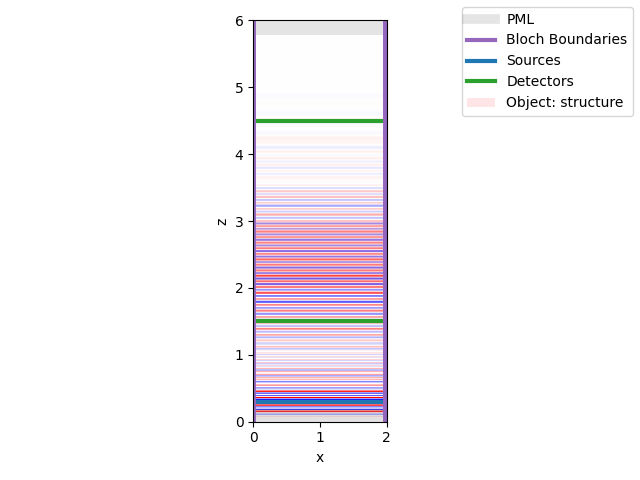 6
5
4
3
2
1
0
z
0 1 2
x
PML
Bloch Boundaries
Sources
Detectors
Object: structure